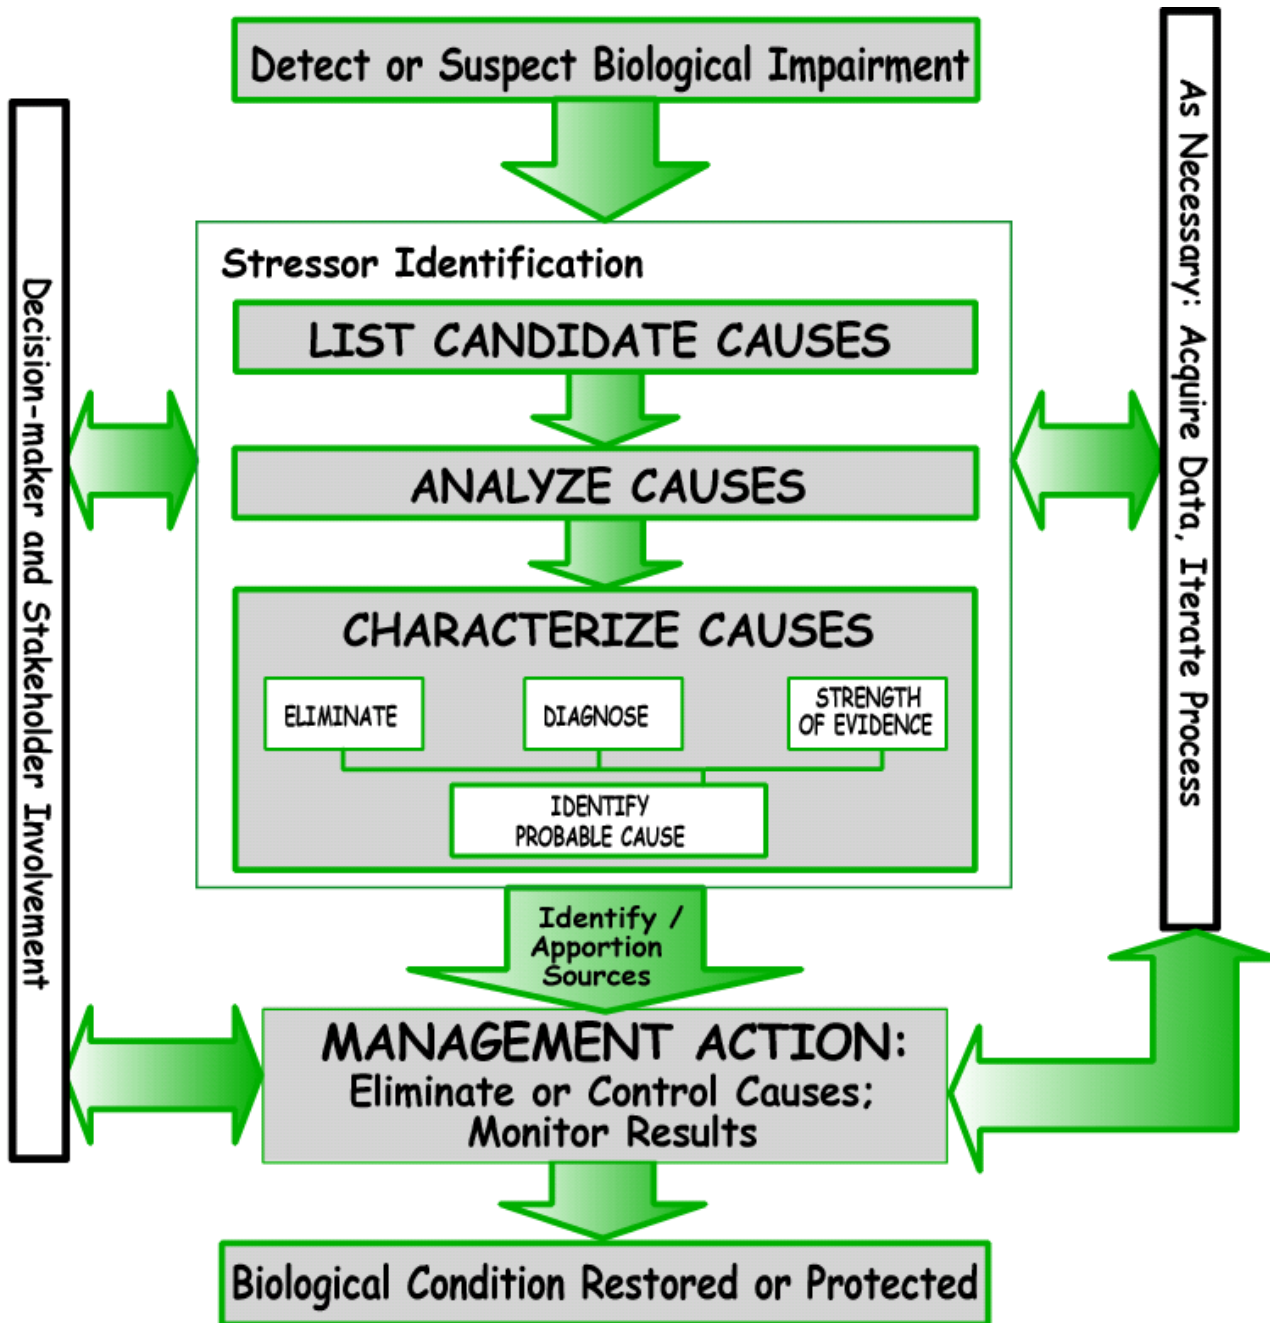 Detect or Suspect Biological Impairment
As Necessary: Acquire Data, Iterate Process
Decision-maker and Stakeholder Involvement
Stressor Identification
LIST CANDIDATE CAUSES
ANALYZE CAUSES
CHARACTERIZE CAUSES
ELIMINATE
DIAGNOSE
STRENGTH
OF EVIDENCE
IDENTIFY
PROBABLE CAUSE
Identify /
Apportion
Sources
MANAGEMENT ACTION:
Eliminate or Control Causes;
Monitor Results
Biological Condition Restored or Protected